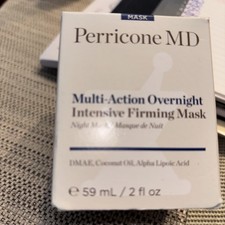 MASK
Perricone MD
Multi-Action Overnight
Intensive Firming Mask
Night Mask / Masque de Nuit
DMAE, Coconut Oil, Alpha Lipoic Acid
℮ 59 mL / 2 fl oz